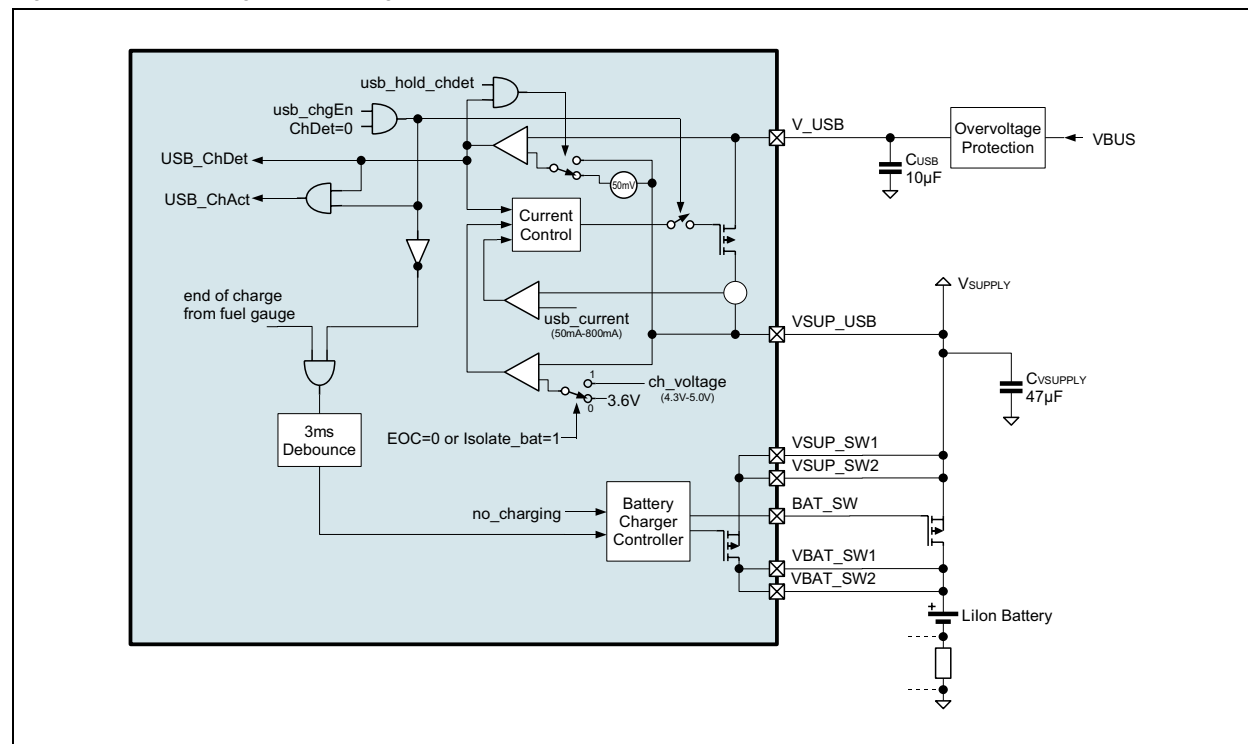 usb_hold_chdet
usb_chgEn
ChDet=0
V_USB
Overvoltage
Protection
VBUS
CUSB
10µF
USB_ChDet
50mV
USB_ChAct
Current
Control
end of charge
from fuel gauge
VSUPPLY
usb_current
(50mA-800mA)
VSUP_USB
1
ch_voltage
(4.3V-5.0V)
0
3.6V
CVSUPPLY
47µF
3ms
Debounce
EOC=0 or Isolate_bat=1
VSUP_SW1
VSUP_SW2
no_charging
Battery
Charger
Controller
BAT_SW
VBAT_SW1
VBAT_SW2
+
LiIon Battery